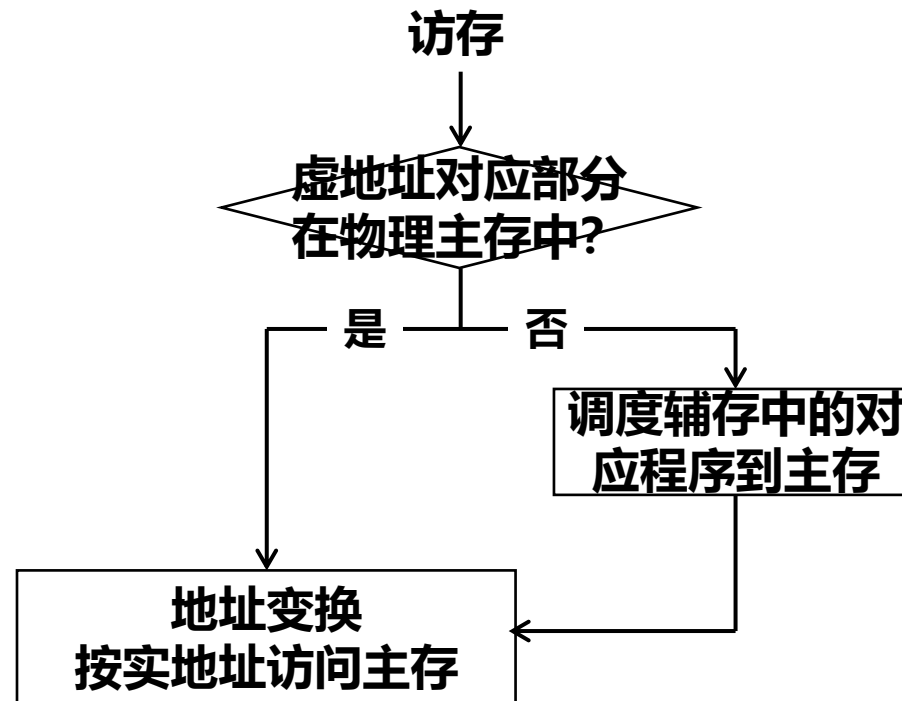 访存
虚地址对应部分
在物理主存中?
是
否
调度辅存中的对
应程序到主存
地址变换
按实地址访问主存